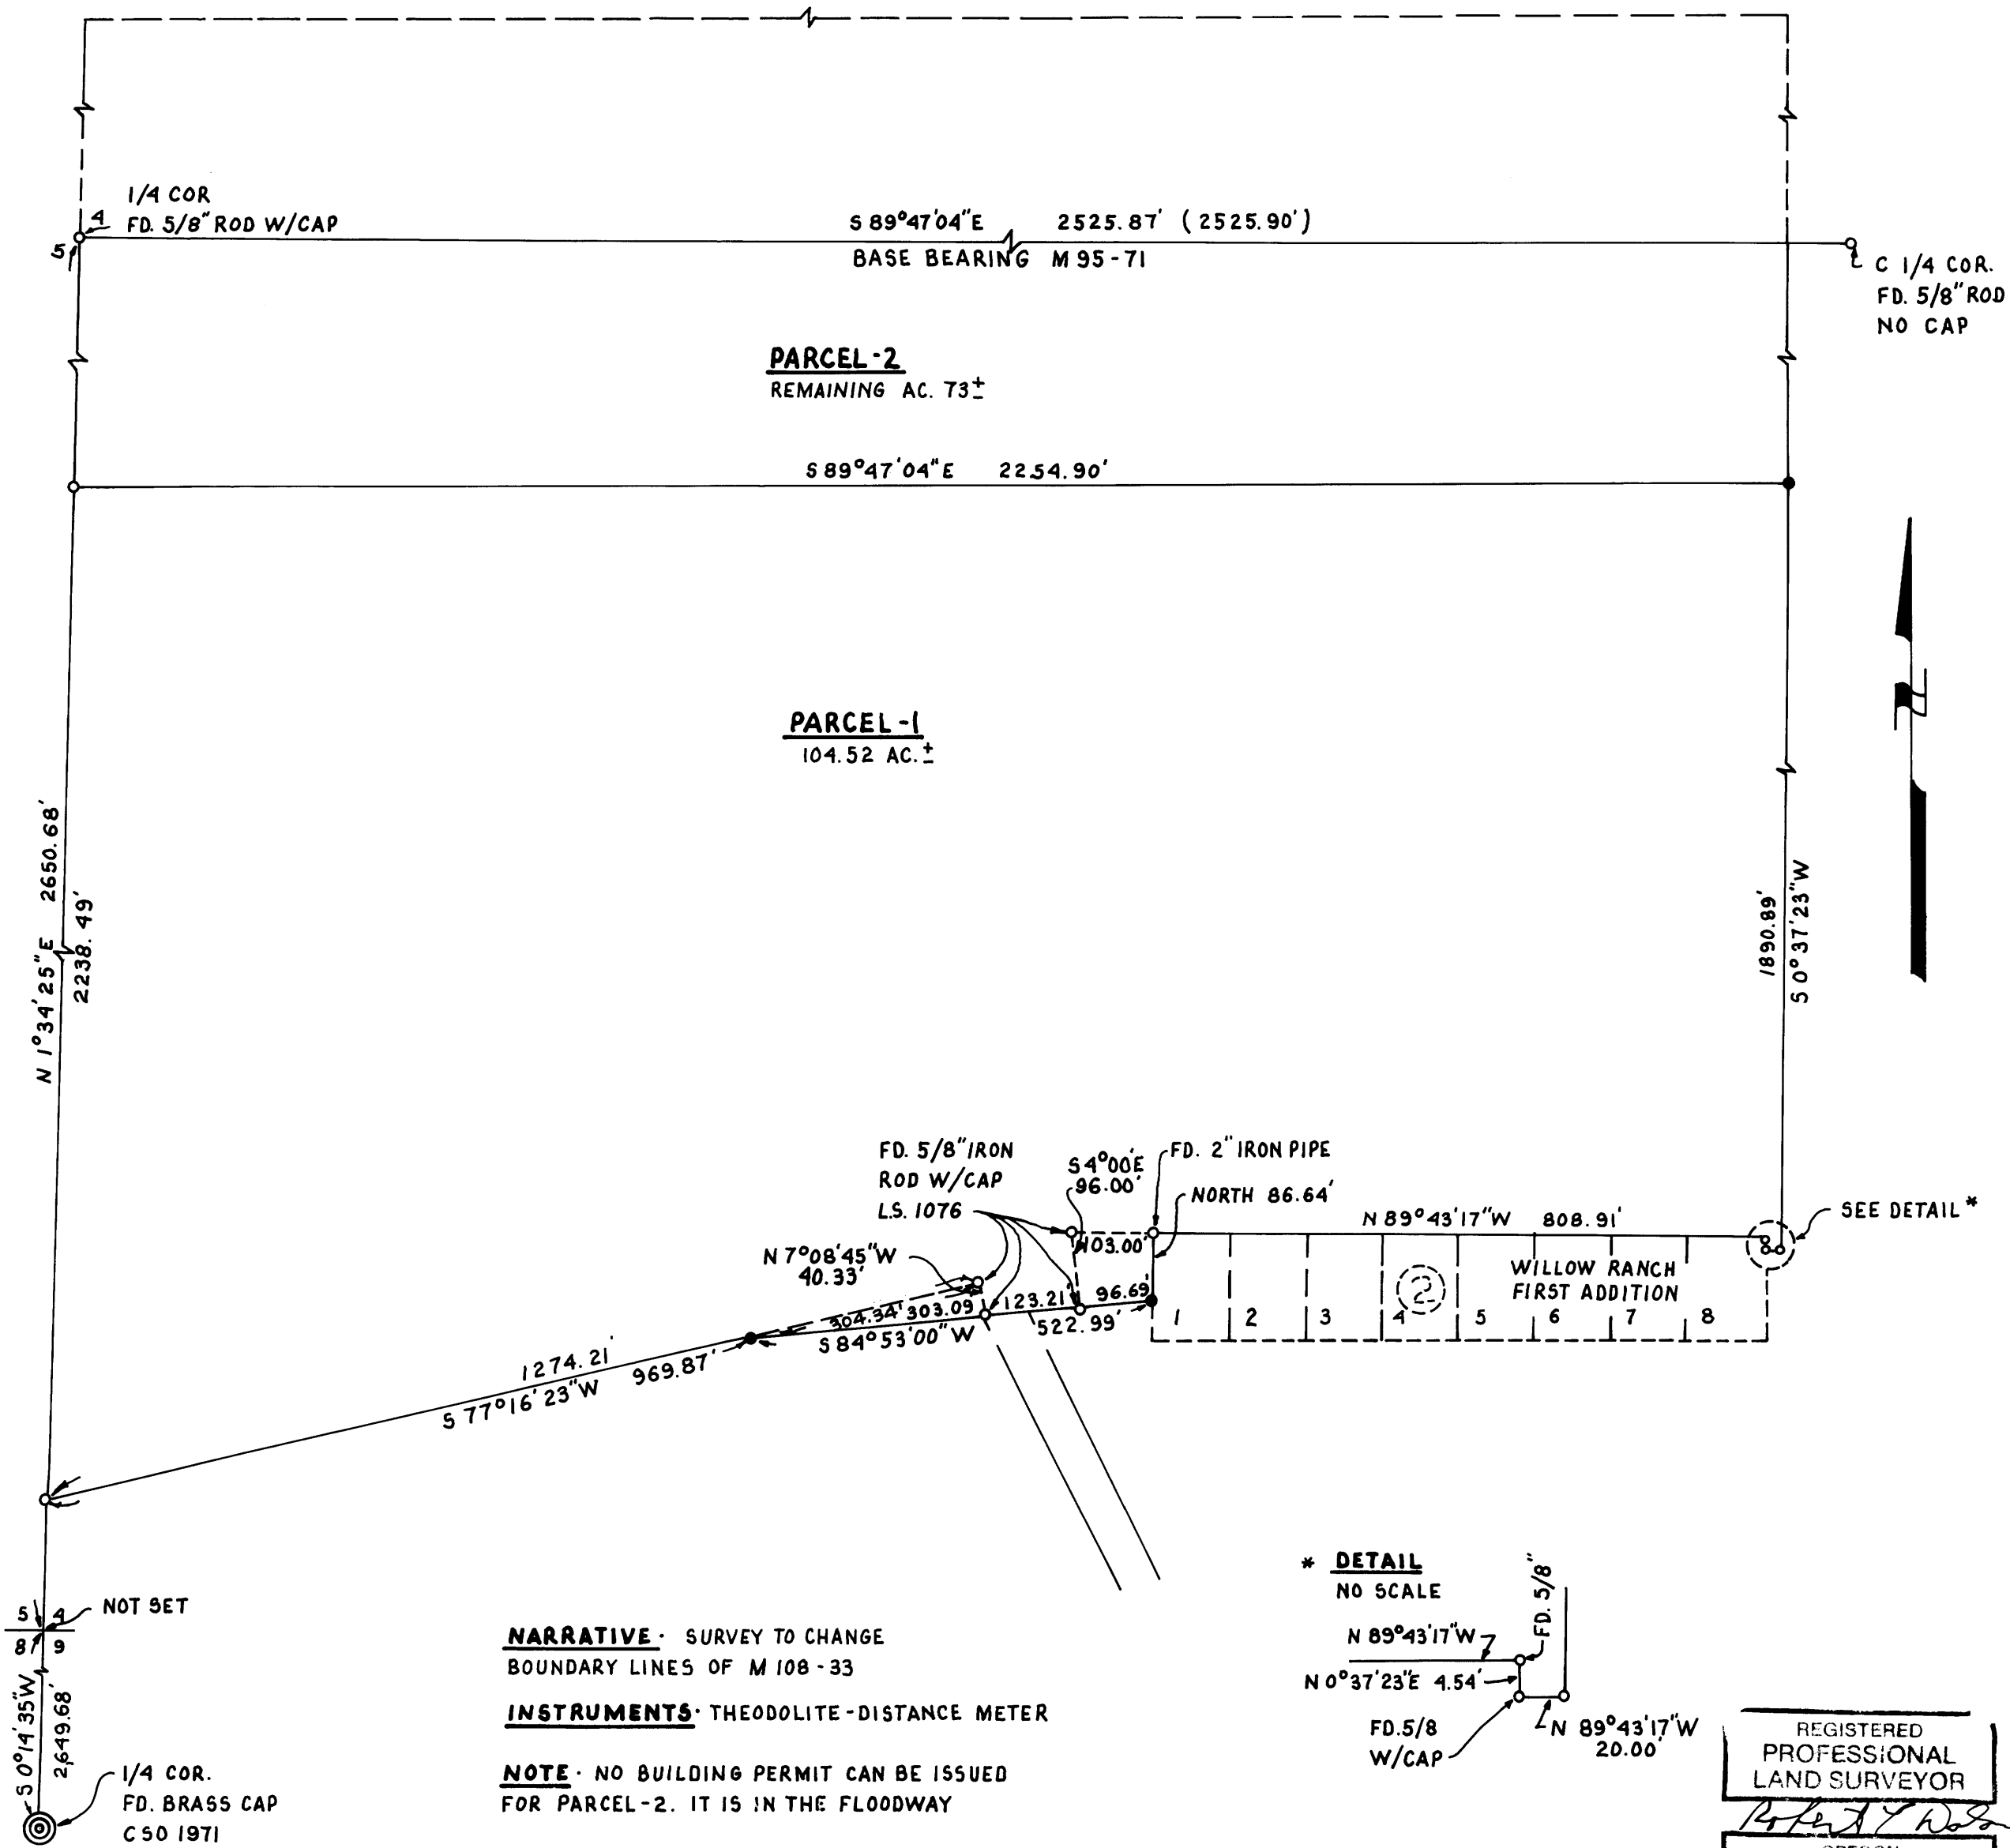 1/4 COR
4 FD. 5/8" ROD W/CAP
5
S 89°47'04"E 2525.87' (2525.90')
BASE BEARING M 95-71
C 1/4 COR.
FD. 5/8" ROD
NO CAP
PARCEL-2
REMAINING AC. 73±
S 89°47'04"E 2254.90'
PARCEL-1
104.52 AC.±
N 1°34'25"E 2650.68'
2238.49'
1890.89'
S 0°37'23"W
FD. 5/8" IRON
ROD W/CAP
L.S. 1076
S 4°00'E
96.00'
FD. 2" IRON PIPE
NORTH 86.64'
103.00'
N 89°43'17"W 808.91'
SEE DETAIL *
N 7°08'45"W
40.33'
304.34' 303.09 123.21' 96.69'
S 84°53'00"W 522.99'
WILLOW RANCH
FIRST ADDITION
2
1 2 3 4 5 6 7 8
1274.21'
S 77°16'23"W 969.87'
5 4 NOT SET
8 9
S 0°14'35"W
2,649.68'
1/4 COR.
FD. BRASS CAP
CSO 1971
NARRATIVE · SURVEY TO CHANGE
BOUNDARY LINES OF M 108-33
INSTRUMENTS · THEODOLITE-DISTANCE METER
NOTE · NO BUILDING PERMIT CAN BE ISSUED
FOR PARCEL-2. IT IS IN THE FLOODWAY
* DETAIL
NO SCALE
N 89°43'17"W
FD. 5/8"
N 0°37'23"E 4.54'
FD. 5/8
W/CAP
N 89°43'17"W
20.00'
REGISTERED
PROFESSIONAL
LAND SURVEYOR